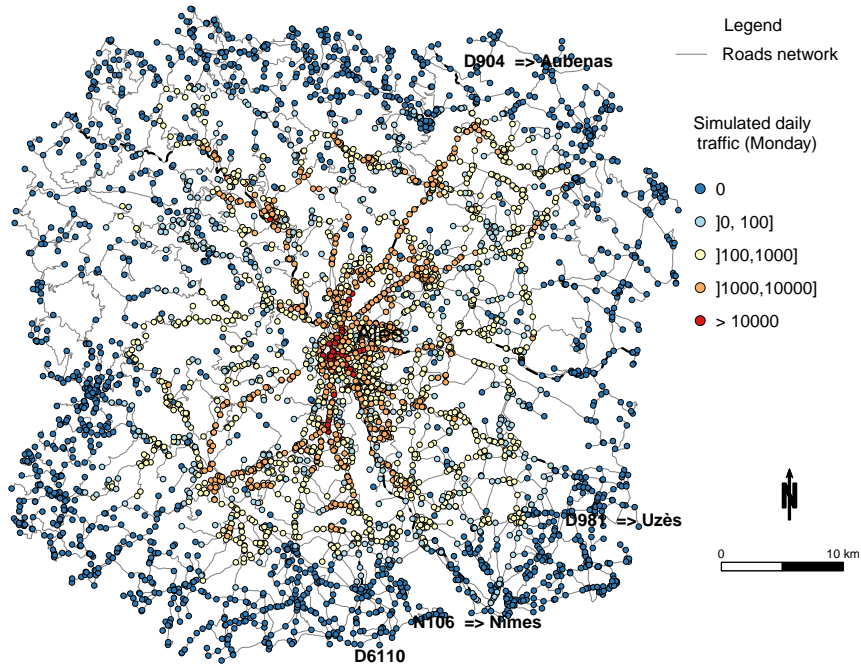 Legend
Roads network
D904 => Aubenas
Simulated daily
traffic (Monday)
0
]0, 100]
]100,1000]
]1000,10000]
> 10000
N
D981 => Uzès
0 10 km
N106 => Nîmes
D6110